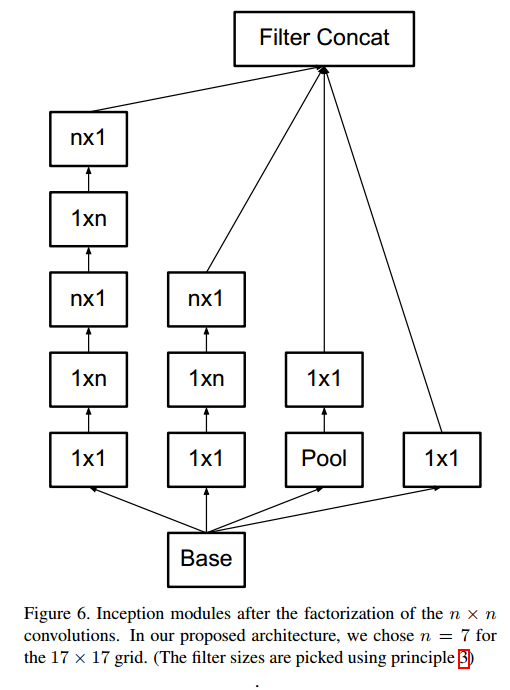 Filter Concat
nx1
1xn
nx1
nx1
1xn
1xn
1x1
1x1
1x1
Pool
1x1
Base
Figure 6. Inception modules after the factorization of the n × n
convolutions. In our proposed architecture, we chose n = 7 for
the 17 × 17 grid. (The filter sizes are picked using principle 3)
.